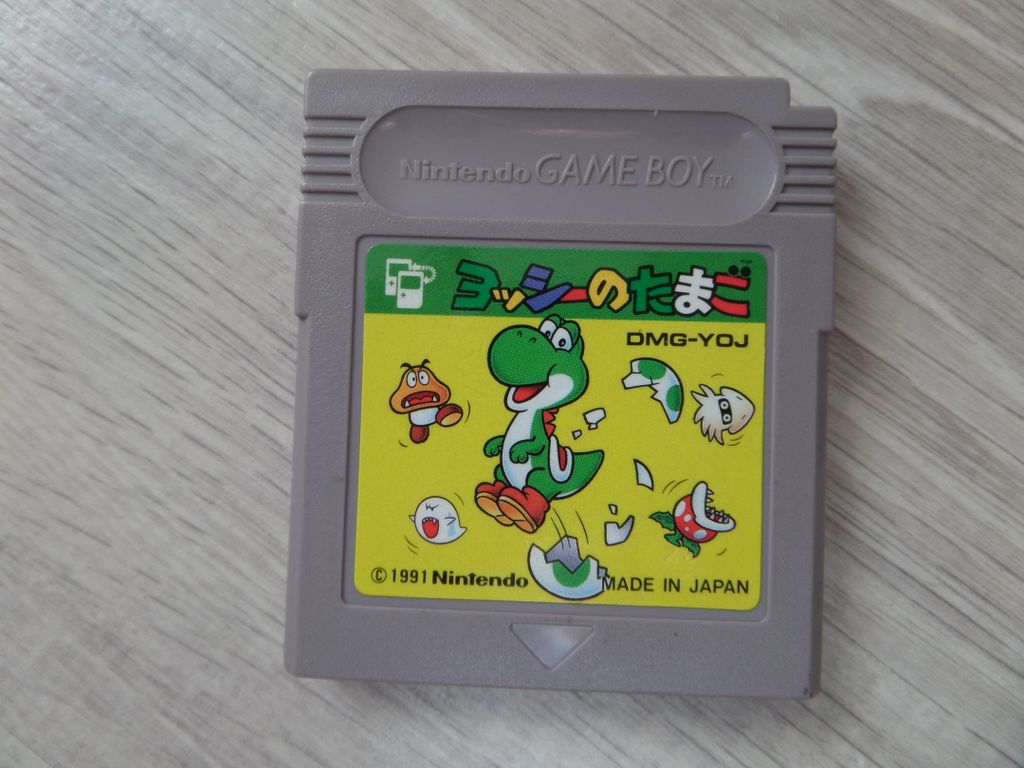 Nintendo GAME BOY TM
ヨッシーのたまご TM
DMG-YOJ
© 1991 Nintendo MADE IN JAPAN